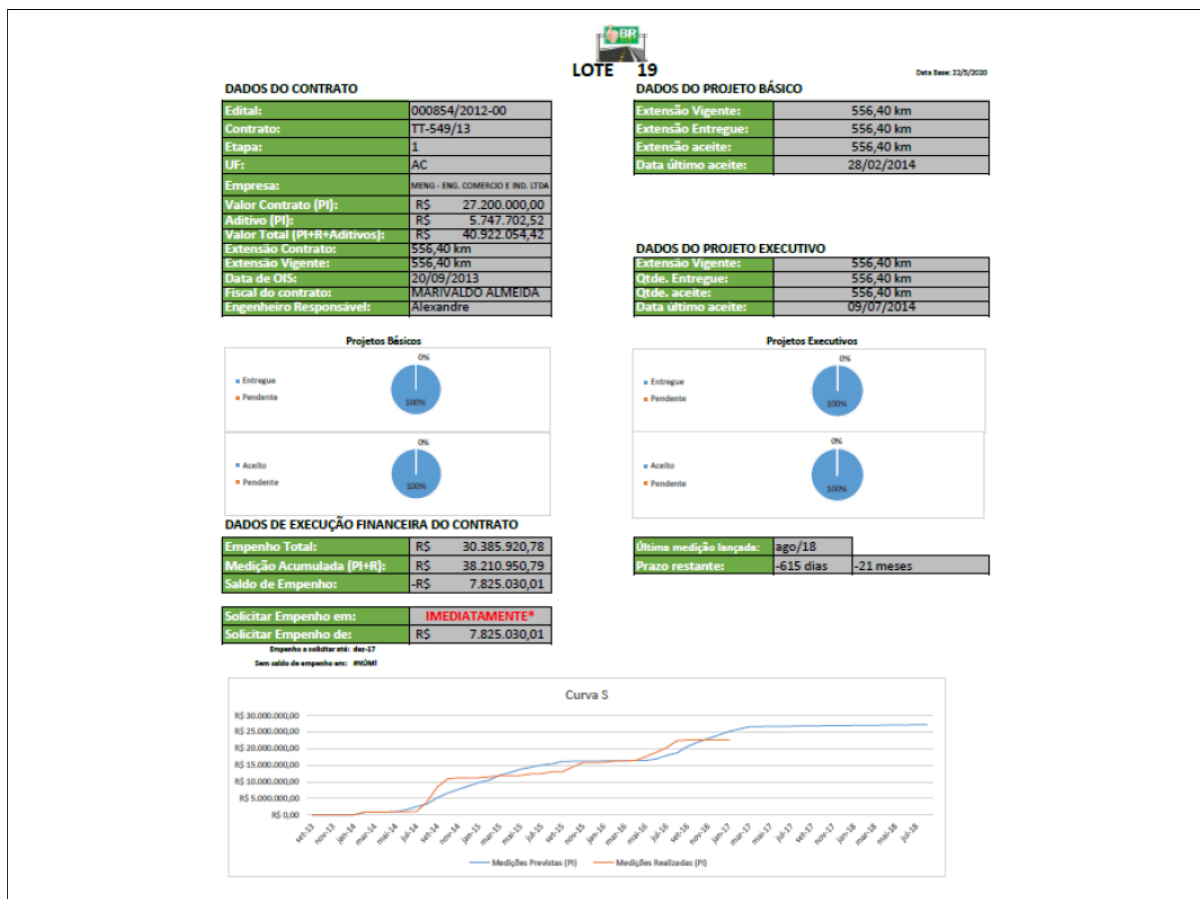 BR
LOTE 19
Data Base: 22/5/2020
DADOS DO CONTRATO
Edital: 000854/2012-00
Contrato: TT-549/13
Etapa: 1
UF: AC
Empresa: MENG - ENG. COMERCIO E IND. LTDA
Valor Contrato (PI): R$ 27.200.000,00
Aditivo (PI): R$ 5.747.702,52
Valor Total (PI+R+Aditivos): R$ 40.922.054,42
Extensão Contrato: 556,40 km
Extensão Vigente: 556,40 km
Data de OIS: 20/09/2013
Fiscal do contrato: MARIVALDO ALMEIDA
Engenheiro Responsável: Alexandre
DADOS DO PROJETO BÁSICO
Extensão Vigente: 556,40 km
Extensão Entregue: 556,40 km
Extensão aceite: 556,40 km
Data último aceite: 28/02/2014
DADOS DO PROJETO EXECUTIVO
Extensão Vigente: 556,40 km
Qtde. Entregue: 556,40 km
Qtde. aceite: 556,40 km
Data último aceite: 09/07/2014
Projetos Básicos
0%
Entregue
Pendente
100%
0%
Aceito
Pendente
100%
Projetos Executivos
0%
Entregue
Pendente
100%
0%
Aceito
Pendente
100%
DADOS DE EXECUÇÃO FINANCEIRA DO CONTRATO
Empenho Total: R$ 30.385.920,78
Medição Acumulada (PI+R): R$ 38.210.950,79
Saldo de Empenho: -R$ 7.825.030,01
Última medição lançada: ago/18
Prazo restante: -615 dias -21 meses
Solicitar Empenho em: IMEDIATAMENTE*
Solicitar Empenho de: R$ 7.825.030,01
Empenho a solicitar até: dez-17
Sem saldo de empenho em: #NÚM!
Curva S
R$ 30.000.000,00
R$ 25.000.000,00
R$ 20.000.000,00
R$ 15.000.000,00
R$ 10.000.000,00
R$ 5.000.000,00
R$ 0,00
set-13 nov-13 jan-14 mar-14 mai-14 jul-14 set-14 nov-14 jan-15 mar-15 mai-15 jul-15 set-15 nov-15 jan-16 mar-16 mai-16 jul-16 set-16 nov-16 jan-17 mar-17 mai-17 jul-17 set-17 nov-17 jan-18 mar-18 mai-18 jul-18
Medições Previstas (PI) Medições Realizadas (PI)